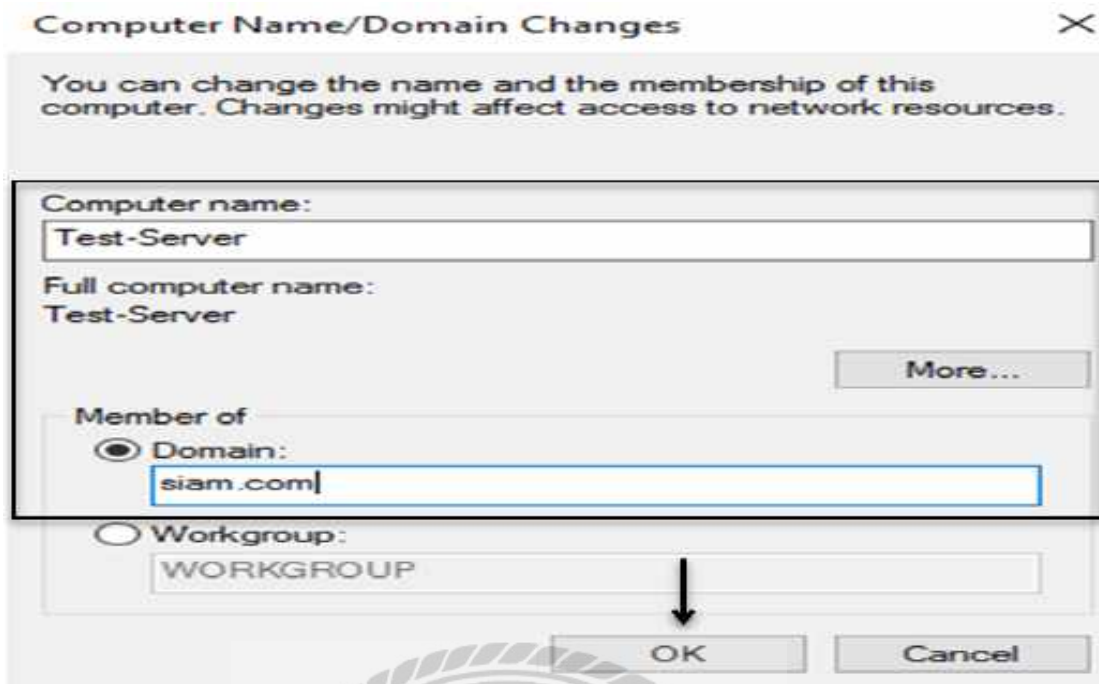 Computer Name/Domain Changes
You can change the name and the membership of this
computer. Changes might affect access to network resources.
Computer name:
Test-Server
Full computer name:
Test-Server
More...
Member of
Domain:
siam.com
Workgroup:
WORKGROUP
OK
Cancel